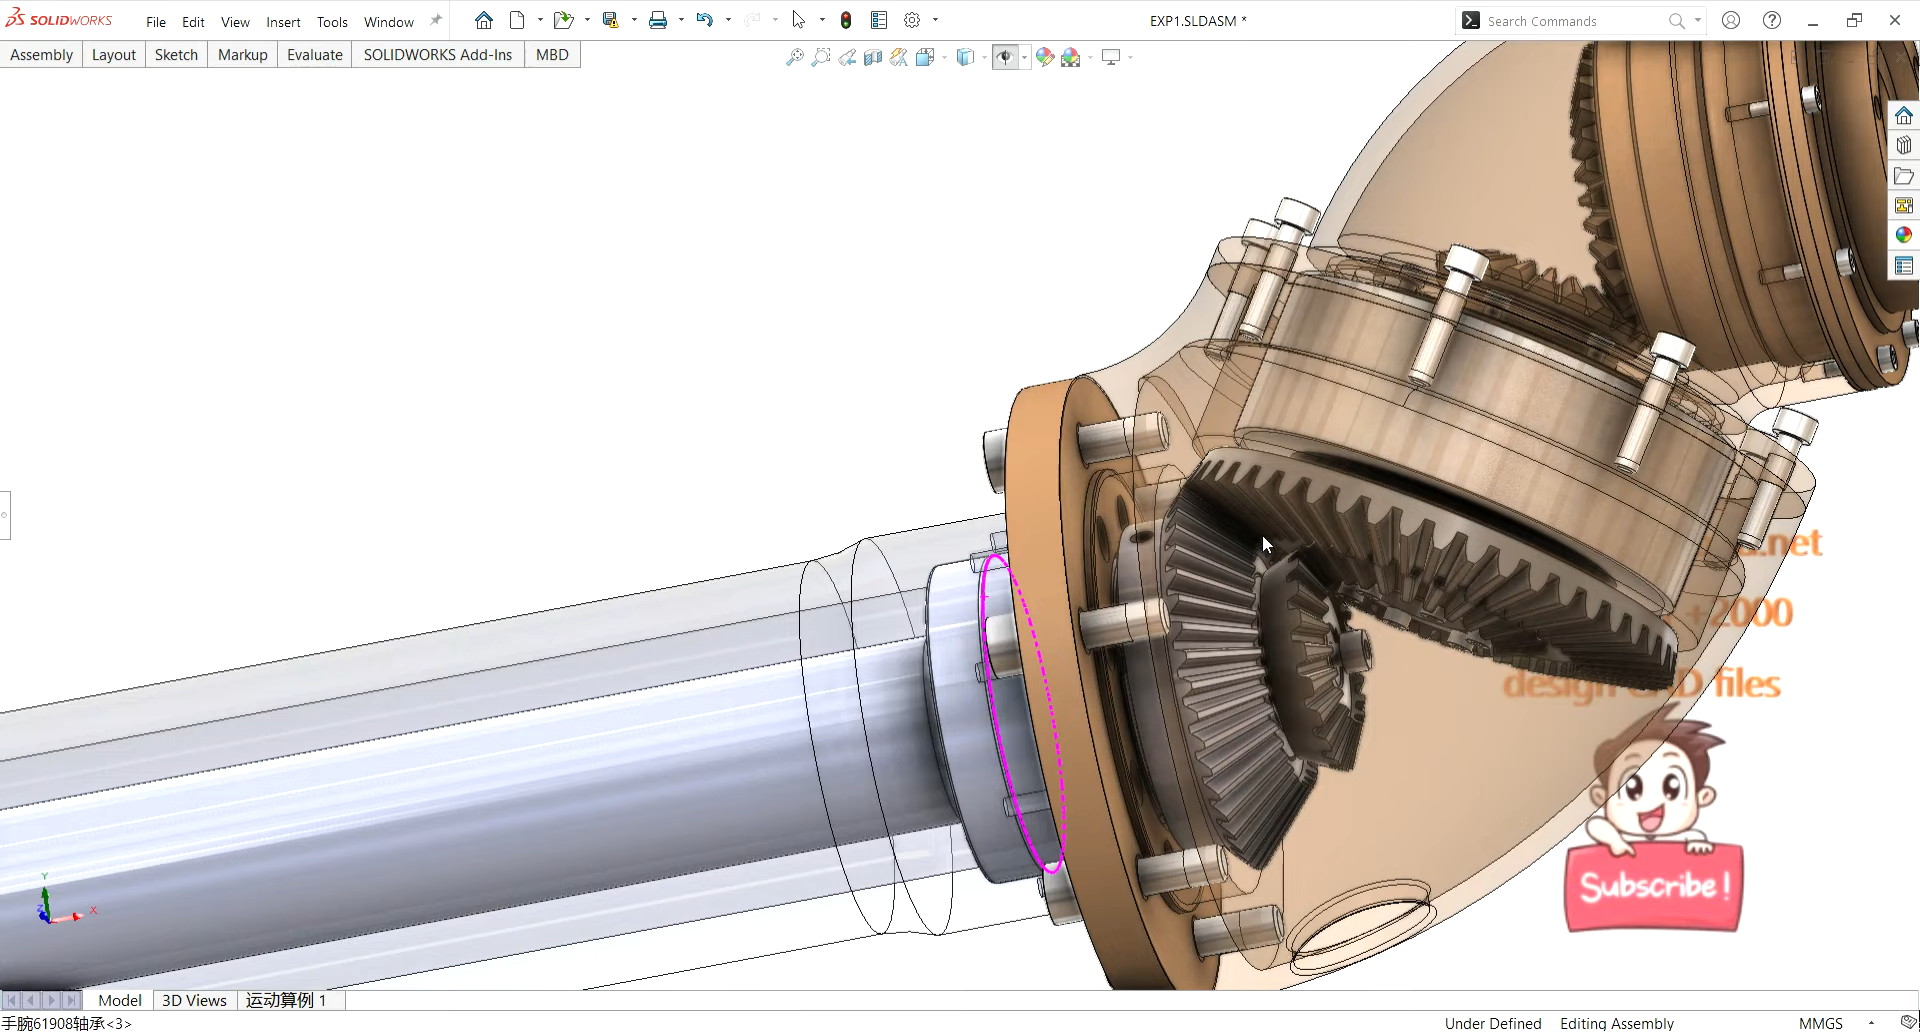 SOLIDWORKS File Edit View Insert Tools Window EXP1.SLDASM * Search Commands
Assembly Layout Sketch Markup Evaluate SOLIDWORKS Add-Ins MBD
.net
+2000
design CAD files
Subscribe !
Y
Z X
Model 3D Views 运动算例 1
手腕61908轴承<3> Under Defined Editing Assembly MMGS